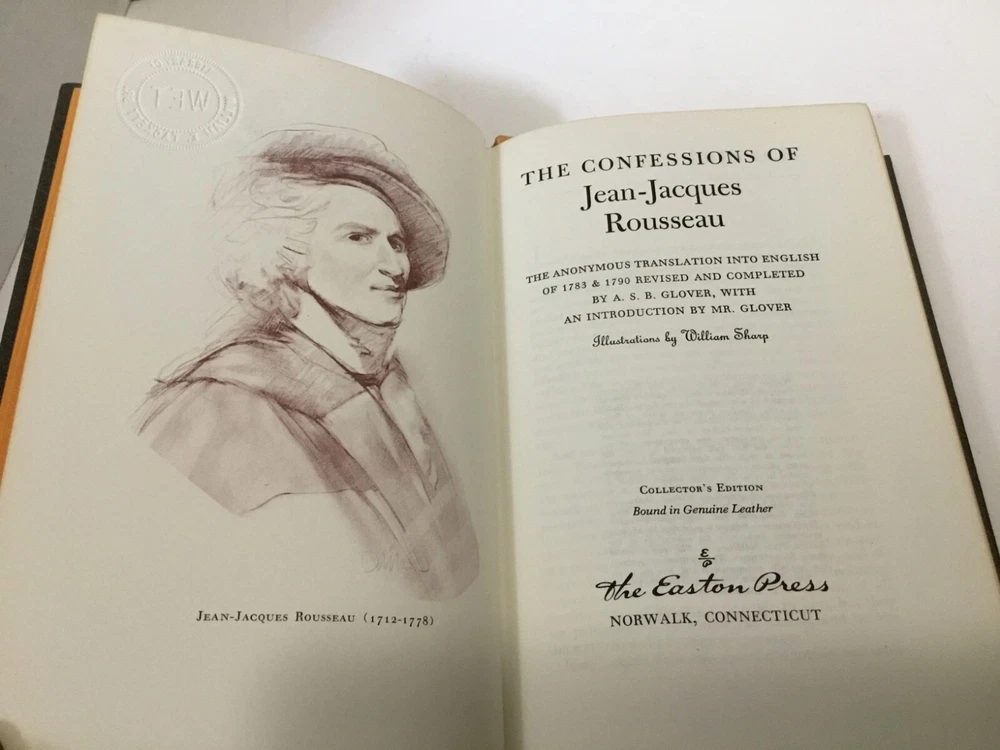 JEAN-JACQUES ROUSSEAU (1712-1778)
THE CONFESSIONS OF
Jean-Jacques
Rousseau
THE ANONYMOUS TRANSLATION INTO ENGLISH
OF 1783 & 1790 REVISED AND COMPLETED
BY A. S. B. GLOVER, WITH
AN INTRODUCTION BY MR. GLOVER
Illustrations by William Sharp
COLLECTOR'S EDITION
Bound in Genuine Leather
E
P
The Easton Press
NORWALK, CONNECTICUT